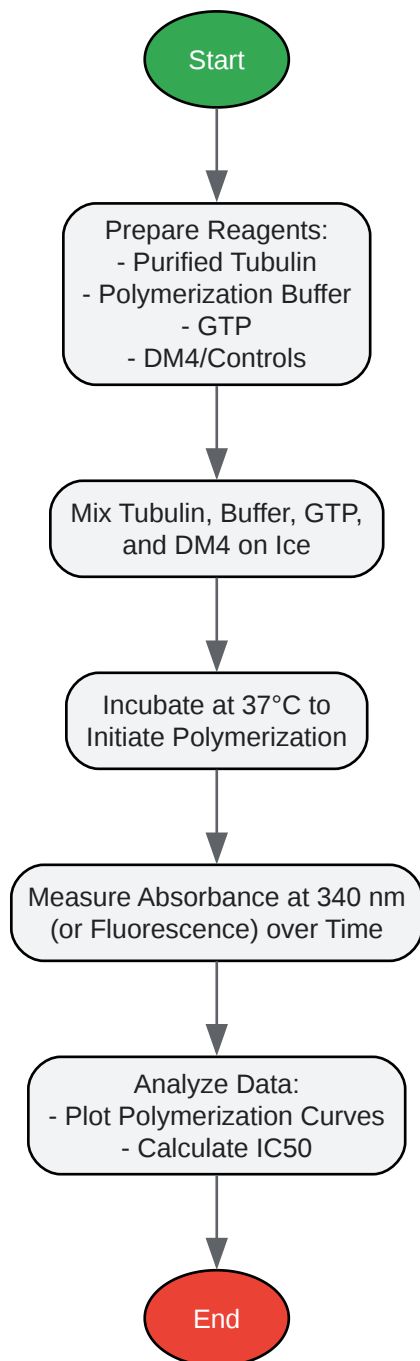 Start
Prepare Reagents:
- Purified Tubulin
- Polymerization Buffer
- GTP
- DM4/Controls
Mix Tubulin, Buffer, GTP,
and DM4 on Ice
Incubate at 37°C to
Initiate Polymerization
Measure Absorbance at 340 nm
(or Fluorescence) over Time
Analyze Data:
- Plot Polymerization Curves
- Calculate IC50
End